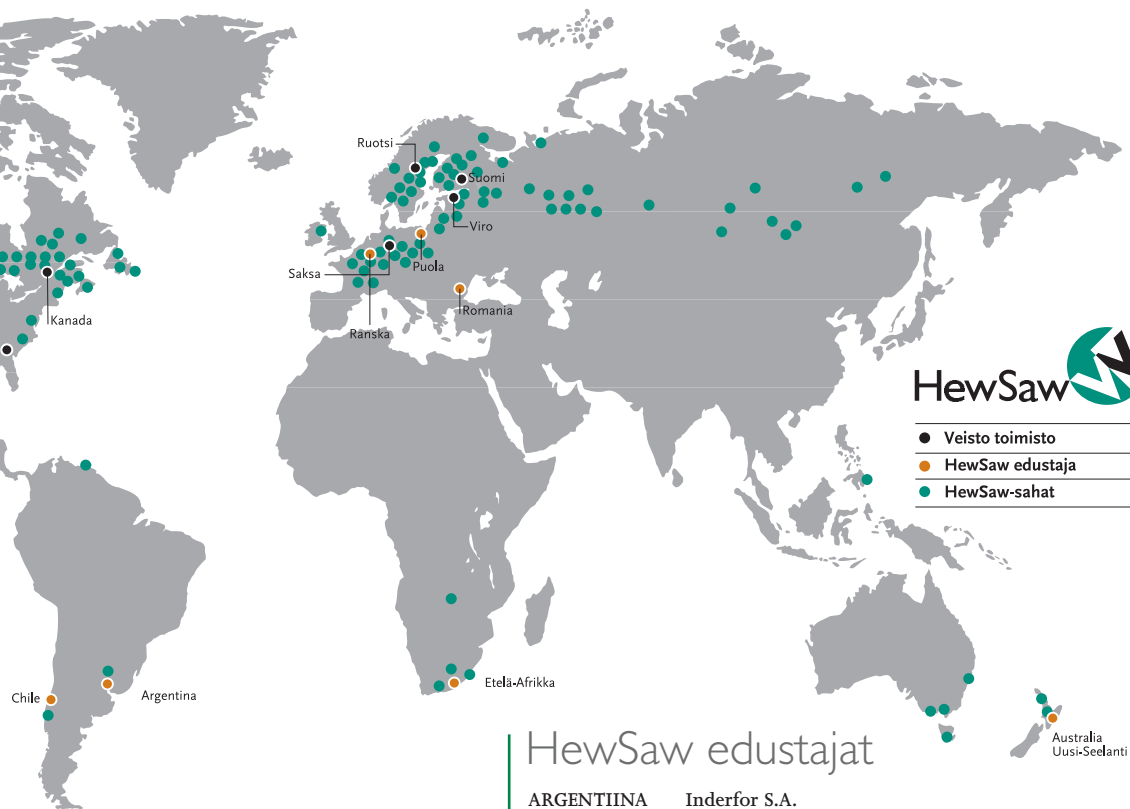 Ruotsi
Suomi
Viro
Saksa
Puola
Kanada
Romania
Ranska
HewSaw
Veisto toimisto
HewSaw edustaja
HewSaw-sahat
Chile
Argentina
Etelä-Afrikka
Australia
Uusi-Seelanti
HewSaw edustajat
ARGENTIINA Inderfor S.A.